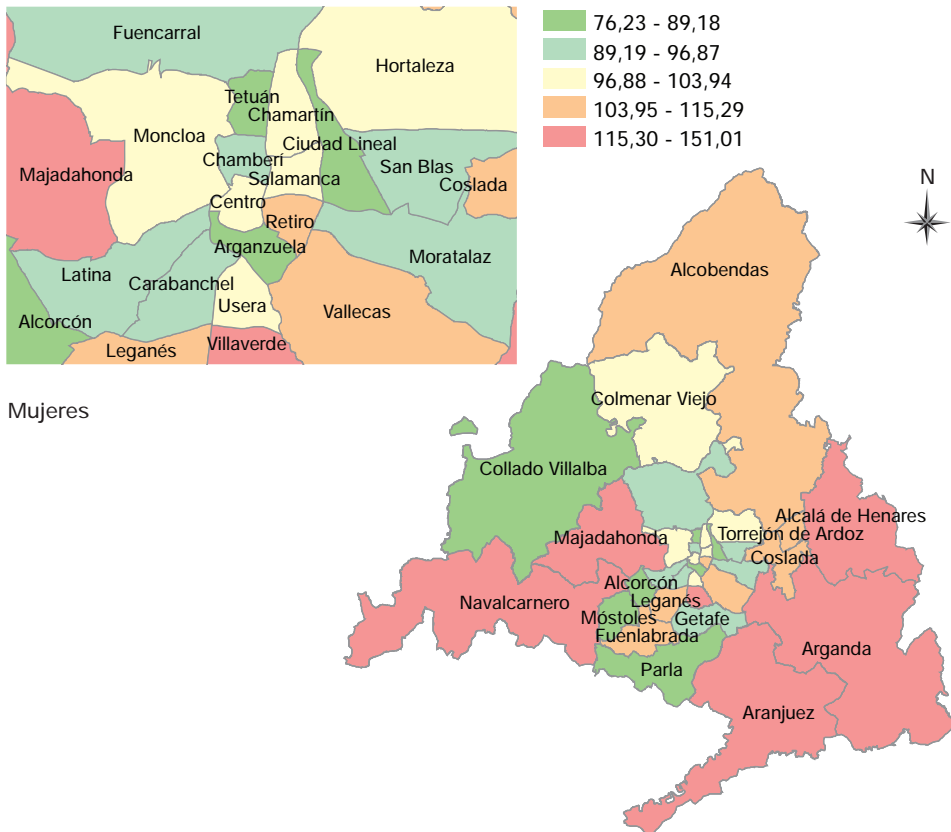 76,23 - 89,18
89,19 - 96,87
96,88 - 103,94
103,95 - 115,29
115,30 - 151,01
N
Fuencarral
Hortaleza
Tetuán
Chamartín
Moncloa
Ciudad Lineal
Chamberí
San Blas
Majadahonda
Salamanca
Coslada
Centro
Retiro
Arganzuela
Moratalaz
Latina
Carabanchel
Usera
Vallecas
Alcorcón
Villaverde
Leganés
Mujeres
Alcobendas
Colmenar Viejo
Collado Villalba
Alcalá de Henares
Torrejón de Ardoz
Majadahonda
Coslada
Alcorcón
Navalcarnero
Leganés
Móstoles
Getafe
Fuenlabrada
Arganda
Parla
Aranjuez